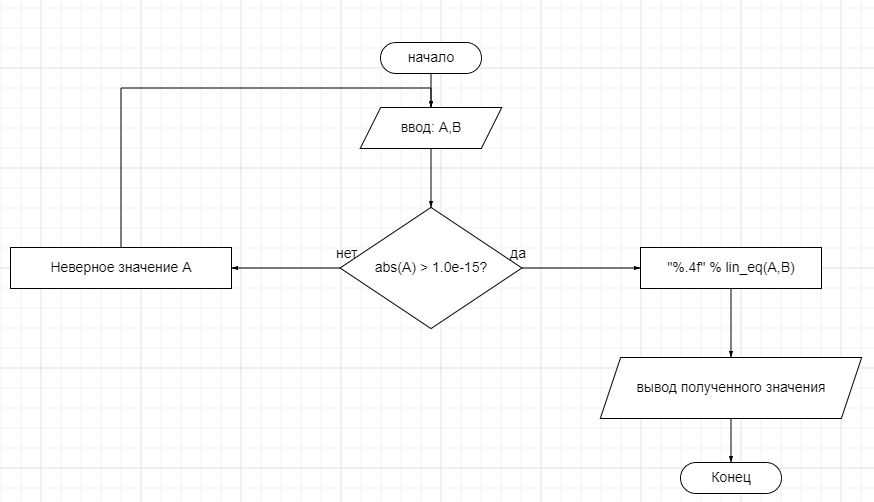 начало
ввод: А,В
нет
abs(A) > 1.0e-15?
да
Неверное значение А
"%.4f" % lin_eq(A,B)
вывод полученного значения
Конец